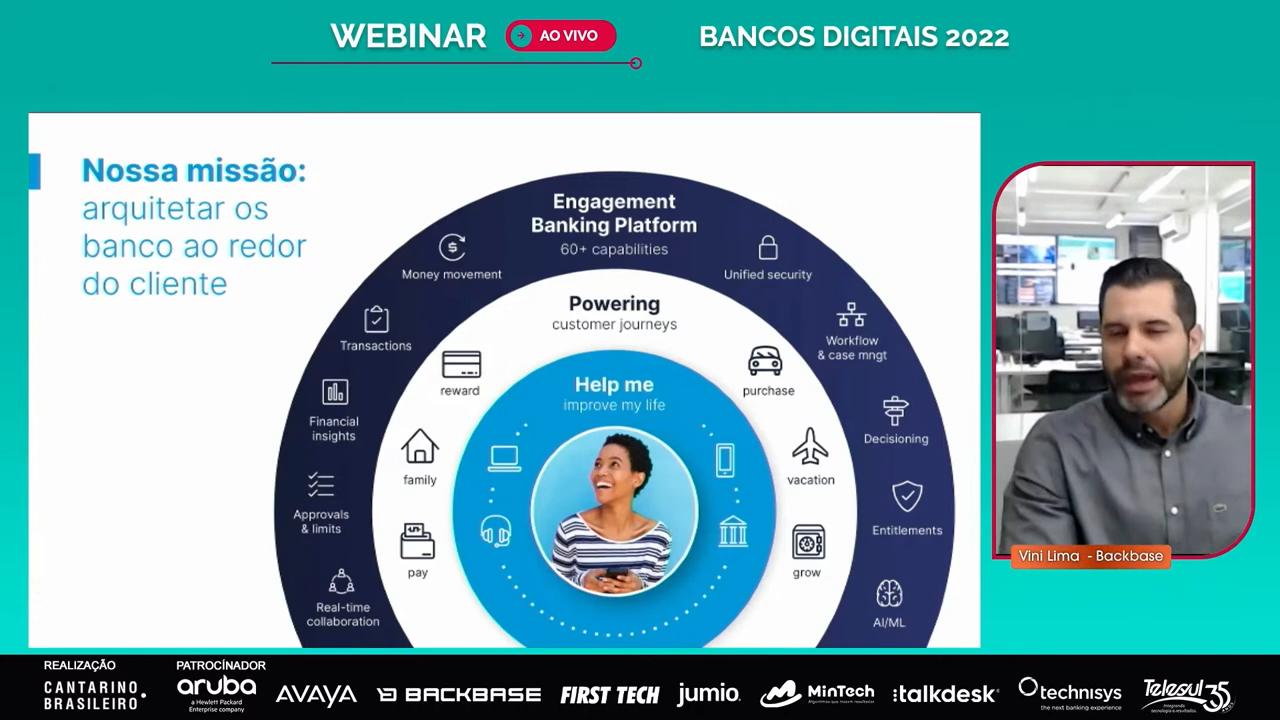 WEBINAR
AO VIVO
BANCOS DIGITAIS 2022
Nossa missão:
arquitetar os
banco ao redor
do cliente
Engagement
Banking Platform
60+ capabilities
Money movement
Unified security
Transactions
Workflow
& case mngt
Financial
insights
Decisioning
Approvals
& limits
Entitlements
Real-time
collaboration
AI/ML
Powering
customer journeys
reward
purchase
family
vacation
pay
grow
Help me
improve my life
Vini Lima - Backbase
REALIZAÇÃO
CANTARINO
BRASILEIRO
PATROCÍNADOR
aruba
a Hewlett Packard
Enterprise company
AVAYA
BACKBASE
FIRST TECH
jumio.
MinTech
talkdesk
technisys
the next banking experience
Telesul 35